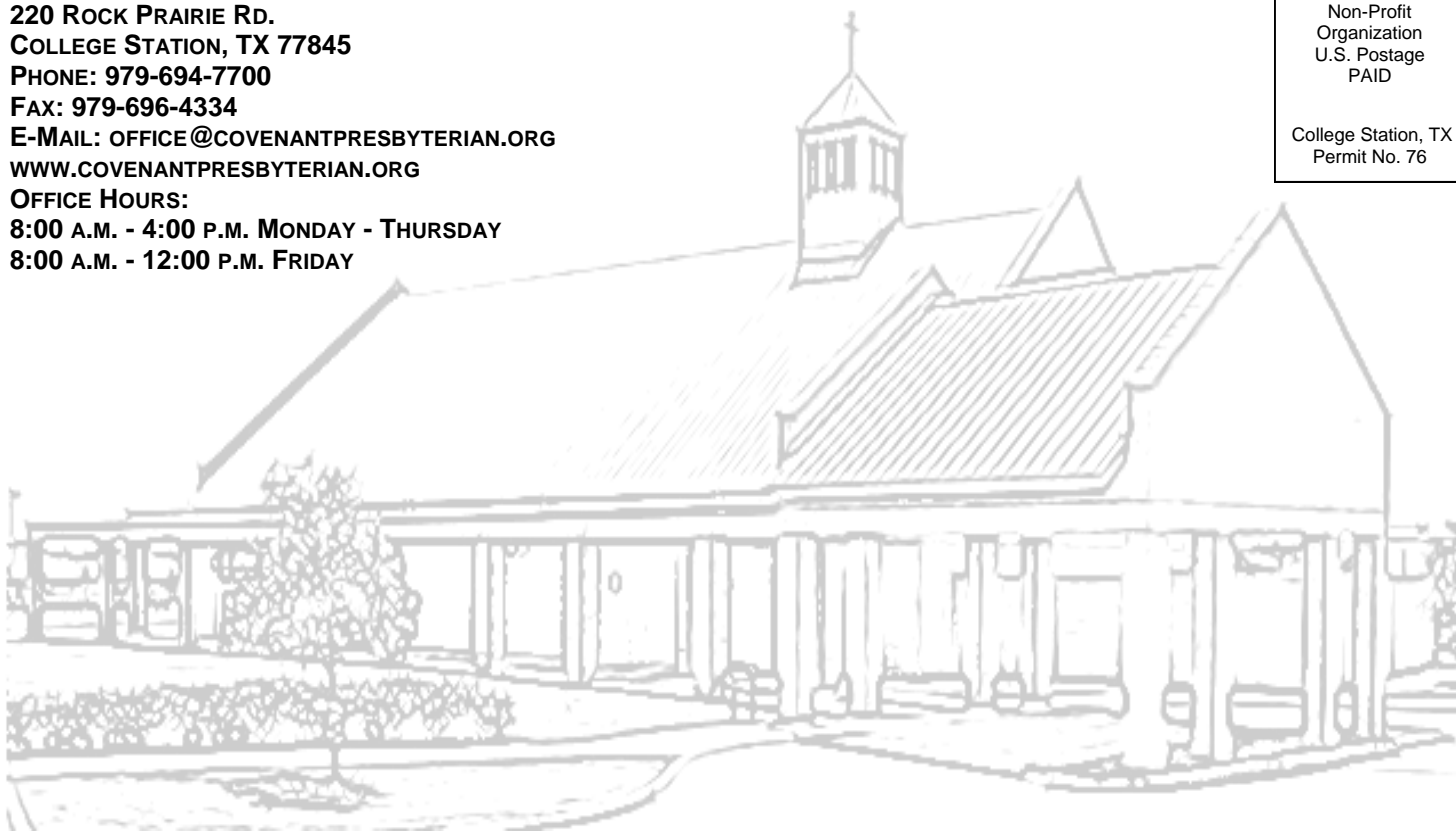 220 ROCK PRAIRIE RD.
COLLEGE STATION, TX 77845
PHONE: 979-694-7700
FAX: 979-696-4334
E-MAIL: OFFICE@COVENANTPRESBYTERIAN.ORG
WWW.COVENANTPRESBYTERIAN.ORG
OFFICE HOURS:
8:00 A.M. - 4:00 P.M. MONDAY - THURSDAY
8:00 A.M. - 12:00 P.M. FRIDAY
Non-Profit
Organization
U.S. Postage
PAID
College Station, TX
Permit No. 76